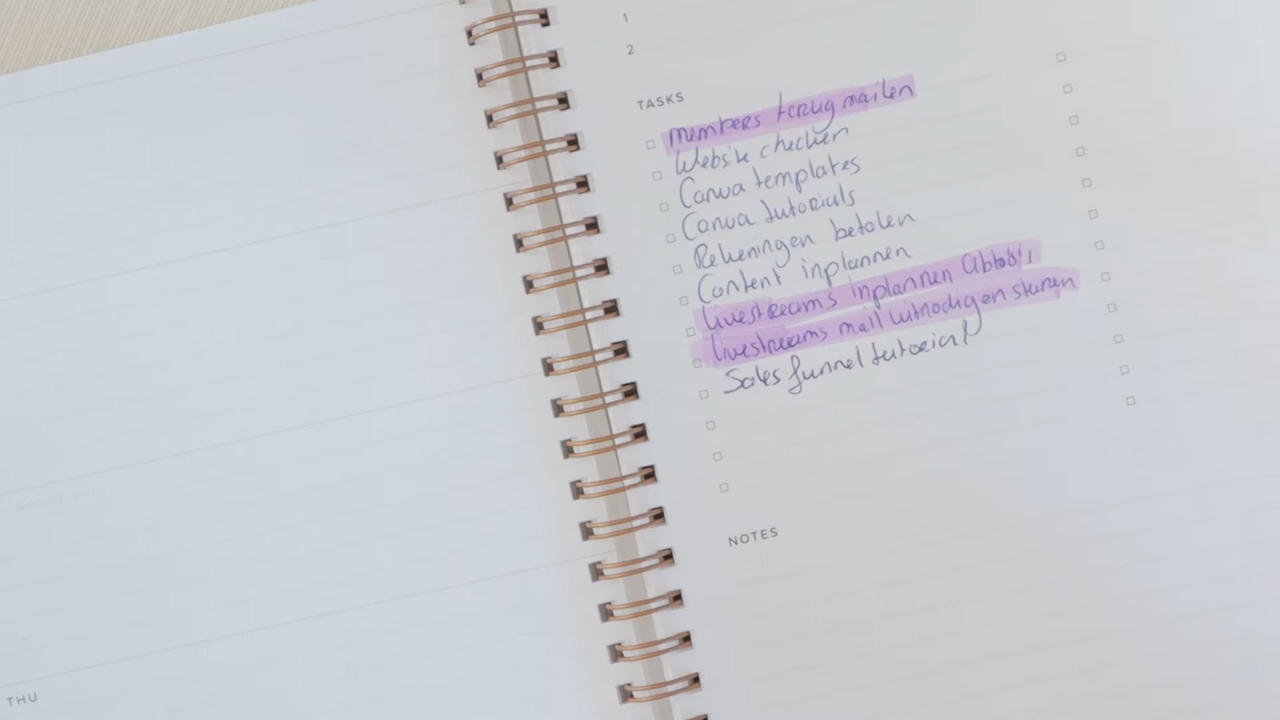 1
2
TASKS
members terug mailen
Website checken
Canva templates
Canva tutorials
Rekeningen betalen
Content inplannen
livestreams inplannen
livestreams mail uitnodigen sturen
Sales funnel tutorial
NOTES
THU